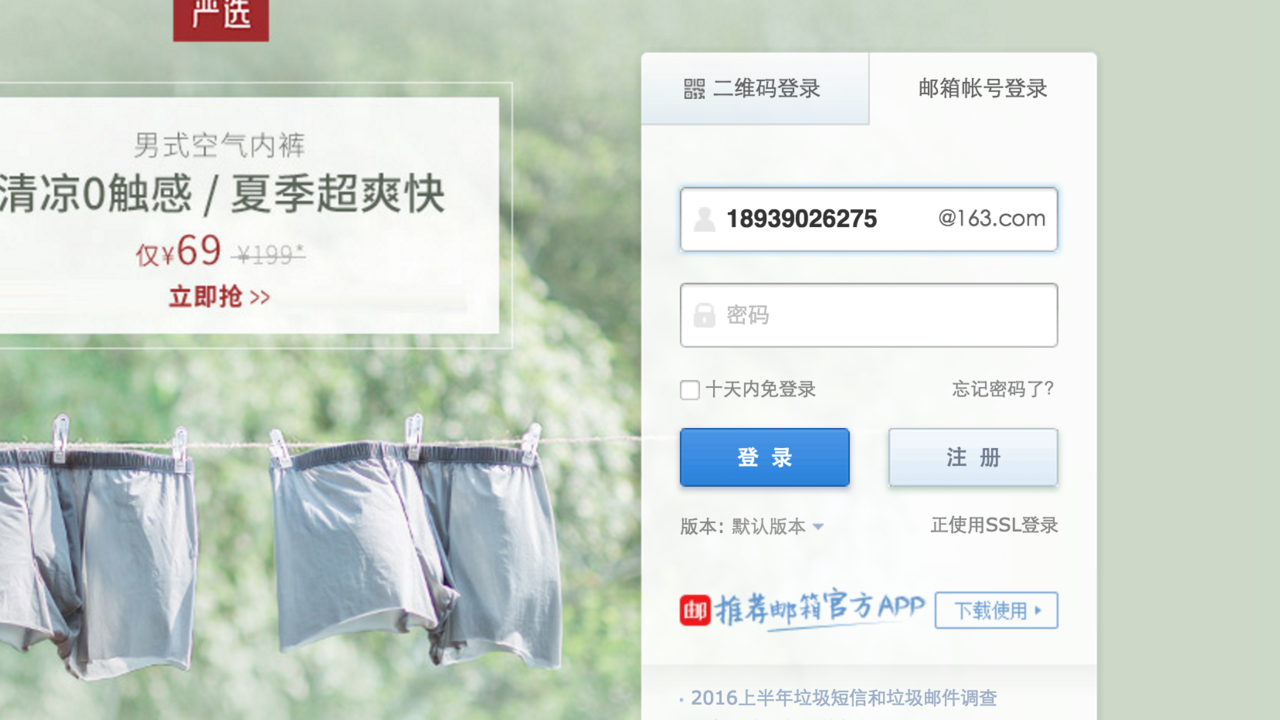 严选
男式空气内裤
清凉0触感 / 夏季超爽快
仅¥69 ¥199*
立即抢 >>
二维码登录
邮箱帐号登录
18939026275 @163.com
密码
十天内免登录 忘记密码了?
登 录 注 册
版本: 默认版本 正使用SSL登录
邮 推荐邮箱官方APP 下载使用
· 2016上半年垃圾短信和垃圾邮件调查